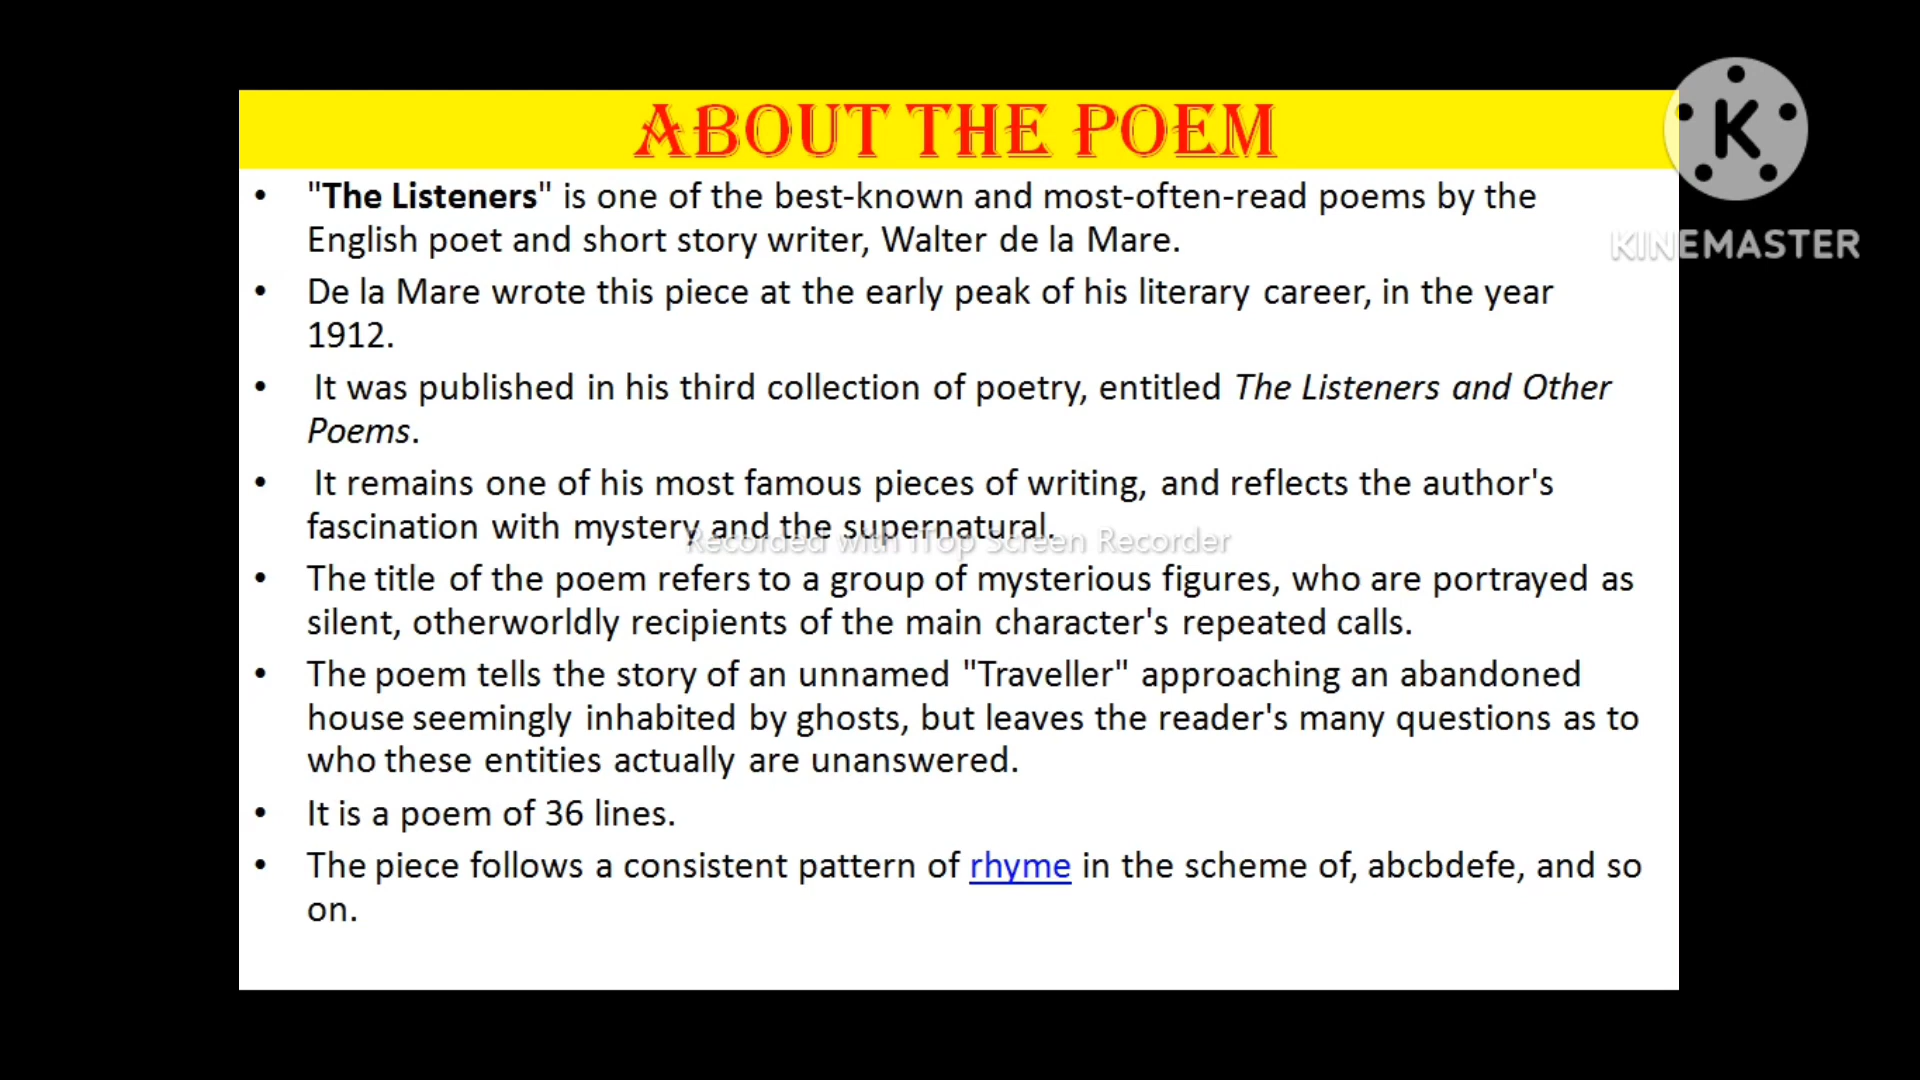 ABOUT THE POEM
K
KINEMASTER
• "The Listeners" is one of the best-known and most-often-read poems by the
English poet and short story writer, Walter de la Mare.
• De la Mare wrote this piece at the early peak of his literary career, in the year
1912.
• It was published in his third collection of poetry, entitled The Listeners and Other
Poems.
• It remains one of his most famous pieces of writing, and reflects the author's
fascination with mystery and the supernatural.
Recorded with iTop Screen Recorder
• The title of the poem refers to a group of mysterious figures, who are portrayed as
silent, otherworldly recipients of the main character's repeated calls.
• The poem tells the story of an unnamed "Traveller" approaching an abandoned
house seemingly inhabited by ghosts, but leaves the reader's many questions as to
who these entities actually are unanswered.
• It is a poem of 36 lines.
• The piece follows a consistent pattern of rhyme in the scheme of, abcbdefe, and so
on.